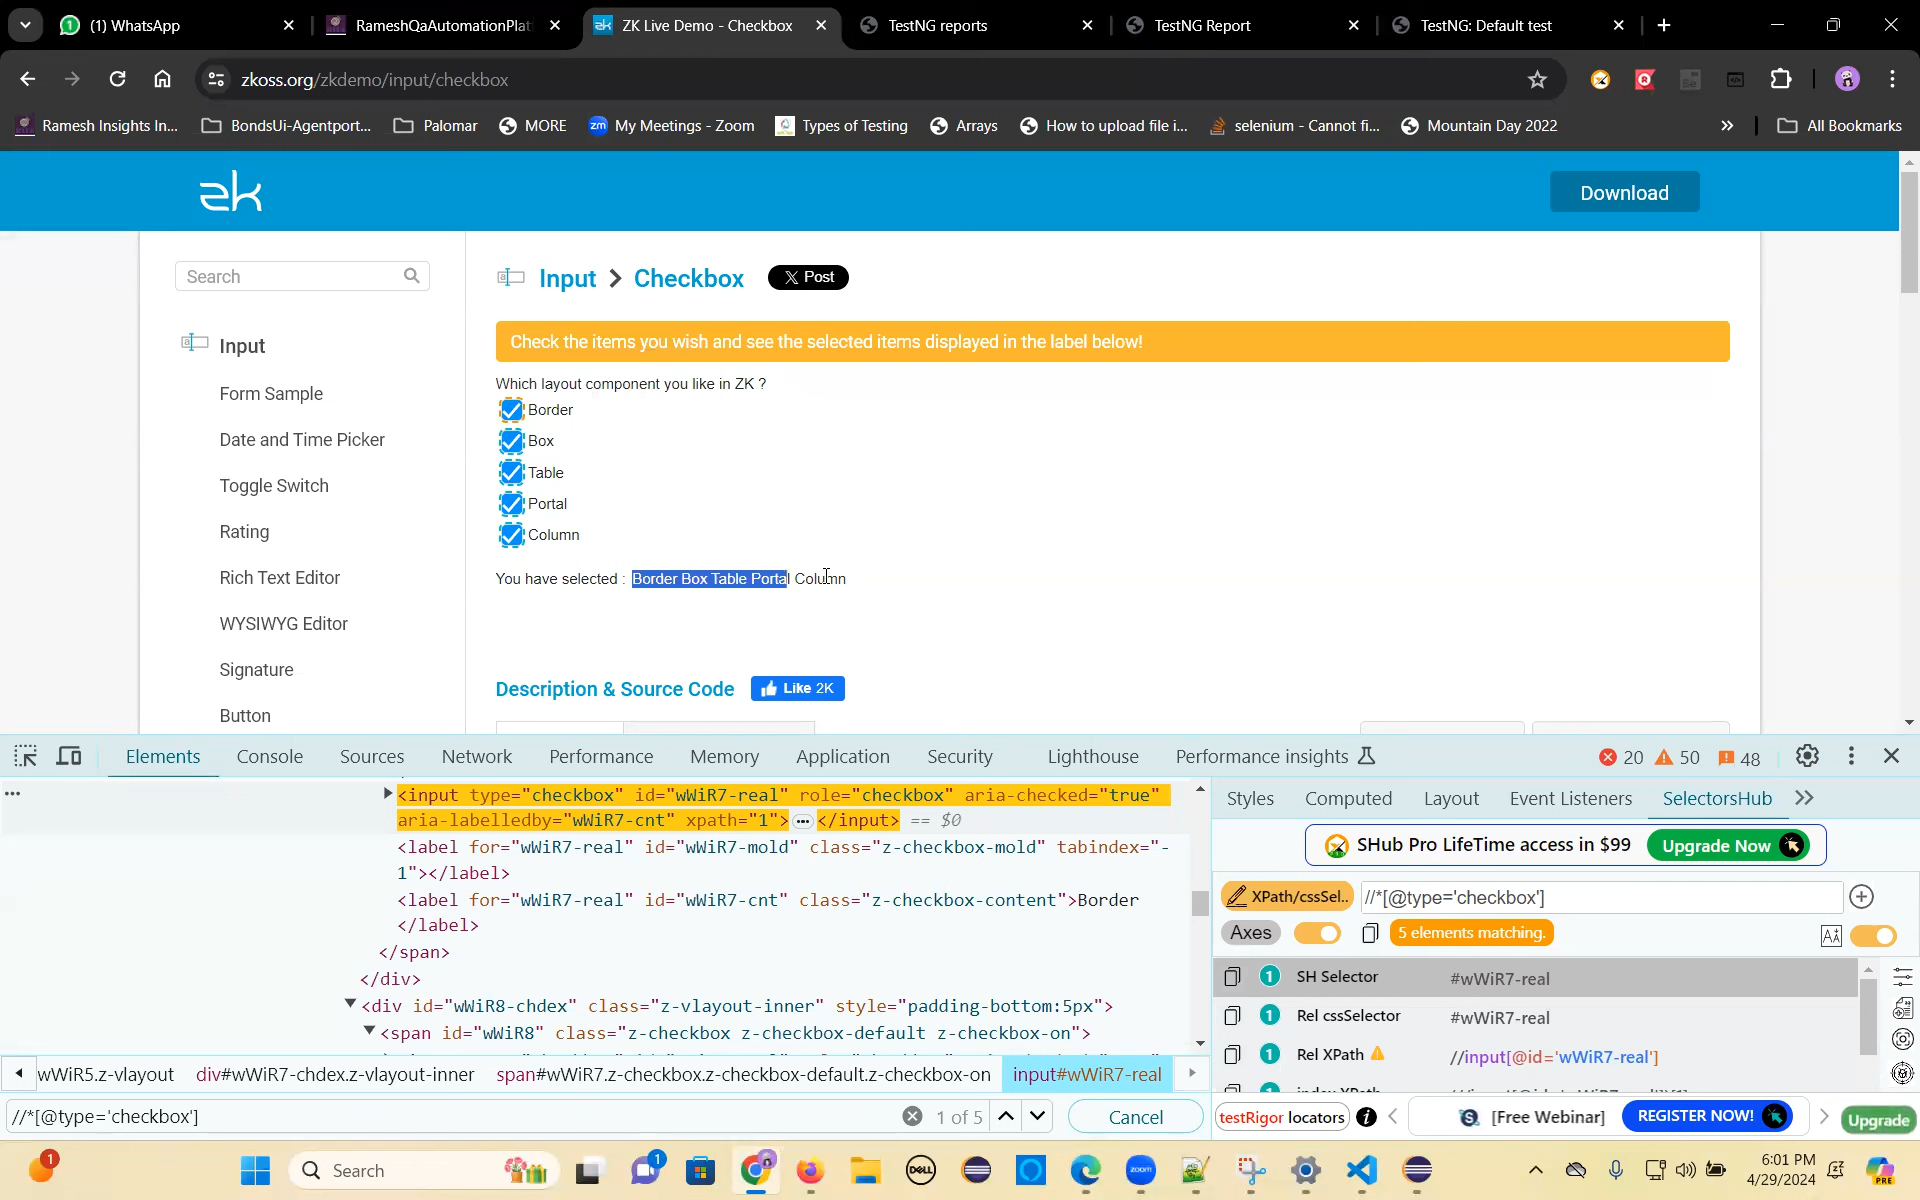 (1) WhatsApp
RameshQaAutomationPlat
ZK Live Demo - Checkbox
TestNG reports
TestNG Report
TestNG: Default test
zkoss.org/zkdemo/input/checkbox
Ramesh Insights In...
BondsUi-Agentport...
Palomar
MORE
My Meetings - Zoom
Types of Testing
Arrays
How to upload file i...
selenium - Cannot fi...
Mountain Day 2022
All Bookmarks
zk
Download
Search
Input > Checkbox
X Post
Input
Check the items you wish and see the selected items displayed in the label below!
Which layout component you like in ZK ?
Border
Box
Table
Portal
Column
You have selected : Border Box Table Portal Column
Form Sample
Date and Time Picker
Toggle Switch
Rating
Rich Text Editor
WYSIWYG Editor
Signature
Button
Description & Source Code
Like 2K
Elements
Console
Sources
Network
Performance
Memory
Application
Security
Lighthouse
Performance insights
20
50
48
<input type="checkbox" id="wWiR7-real" role="checkbox" aria-checked="true"
aria-labelledby="wWiR7-cnt" xpath="1"> ... </input> == $0
<label for="wWiR7-real" id="wWiR7-mold" class="z-checkbox-mold" tabindex="-
1"></label>
<label for="wWiR7-real" id="wWiR7-cnt" class="z-checkbox-content">Border
</label>
</span>
</div>
<div id="wWiR8-chdex" class="z-vlayout-inner" style="padding-bottom:5px">
<span id="wWiR8" class="z-checkbox z-checkbox-default z-checkbox-on">
wWiR5.z-vlayout
div#wWiR7-chdex.z-vlayout-inner
span#wWiR7.z-checkbox.z-checkbox-default.z-checkbox-on
input#wWiR7-real
//*[@type='checkbox']
1 of 5
Cancel
Styles
Computed
Layout
Event Listeners
SelectorsHub
SHub Pro LifeTime access in $99
Upgrade Now
XPath/cssSel..
//*[@type='checkbox']
Axes
5 elements matching.
1 SH Selector #wWiR7-real
1 Rel cssSelector #wWiR7-real
1 Rel XPath //input[@id='wWiR7-real']
testRigor locators
[Free Webinar]
REGISTER NOW!
Upgrade
1
Search
1
DELL
zoom
6:01 PM
4/29/2024
PRE